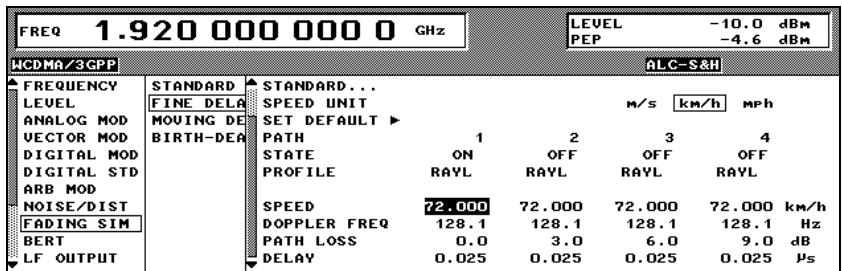 FREQ 1.920 000 000 0 GHz LEVEL -10.0 dBm
PEP -4.6 dBm
WCDMA/3GPP ALC-S&H
FREQUENCY STANDARD STANDARD...
LEVEL FINE DELA SPEED UNIT m/s km/h mph
ANALOG MOD MOVING DE SET DEFAULT ►
VECTOR MOD BIRTH-DEA PATH 1 2 3 4
DIGITAL MOD STATE ON OFF OFF OFF
DIGITAL STD PROFILE RAYL RAYL RAYL RAYL
ARB MOD
NOISE/DIST SPEED 72.000 72.000 72.000 72.000 km/h
FADING SIM DOPPLER FREQ 128.1 128.1 128.1 128.1 Hz
BERT PATH LOSS 0.0 3.0 6.0 9.0 dB
LF OUTPUT DELAY 0.025 0.025 0.025 0.025 µs